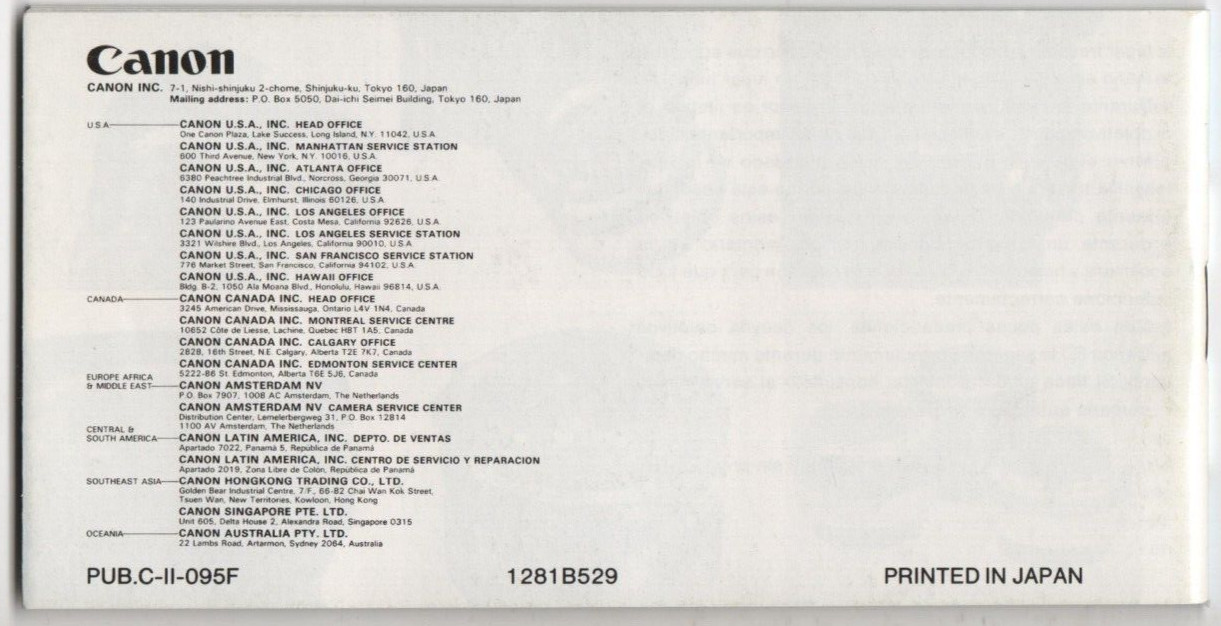 Canon
CANON INC. 7-1, Nishi-shinjuku 2-chome, Shinjuku-ku, Tokyo 160, Japan
Mailing address: P.O. Box 5050, Dai-ichi Seimei Building, Tokyo 160, Japan
U.S.A. CANON U.S.A., INC. HEAD OFFICE
One Canon Plaza, Lake Success, Long Island, N.Y. 11042, U.S.A.
CANON U.S.A., INC. MANHATTAN SERVICE STATION
600 Third Avenue, New York, N.Y. 10016, U.S.A.
CANON U.S.A., INC. ATLANTA OFFICE
6380 Peachtree Industrial Blvd., Norcross, Georgia 30071, U.S.A.
CANON U.S.A., INC. CHICAGO OFFICE
140 Industrial Drive, Elmhurst, Illinois 60126, U.S.A.
CANON U.S.A., INC. LOS ANGELES OFFICE
123 Paularino Avenue East, Costa Mesa, California 92626, U.S.A.
CANON U.S.A., INC. LOS ANGELES SERVICE STATION
3321 Wilshire Blvd., Los Angeles, California 90010, U.S.A.
CANON U.S.A., INC. SAN FRANCISCO SERVICE STATION
776 Market Street, San Francisco, California 94102, U.S.A.
CANON U.S.A., INC. HAWAII OFFICE
Bldg. B-2, 1050 Ala Moana Blvd., Honolulu, Hawaii 96814, U.S.A.
CANADA CANON CANADA INC. HEAD OFFICE
3245 American Drive, Mississauga, Ontario L4V 1N4, Canada
CANON CANADA INC. MONTREAL SERVICE CENTRE
10652 Côte de Liesse, Lachine, Quebec H8T 1A5, Canada
CANON CANADA INC. CALGARY OFFICE
2828, 16th Street, N.E. Calgary, Alberta T2E 7K7, Canada
CANON CANADA INC. EDMONTON SERVICE CENTER
5222-86 St. Edmonton, Alberta T6E 5J6, Canada
EUROPE AFRICA
& MIDDLE EAST CANON AMSTERDAM NV
P.O. Box 7907, 1008 AC Amsterdam, The Netherlands
CANON AMSTERDAM NV CAMERA SERVICE CENTER
Distribution Center, Lemelerbergweg 31, P.O. Box 12814
1100 AV Amsterdam, The Netherlands
CENTRAL &
SOUTH AMERICA CANON LATIN AMERICA, INC. DEPTO. DE VENTAS
Apartado 7022, Panamá 5, República de Panamá
CANON LATIN AMERICA, INC. CENTRO DE SERVICIO Y REPARACION
Apartado 2019, Zona Libre de Colón, República de Panamá
SOUTHEAST ASIA CANON HONGKONG TRADING CO., LTD.
Golden Bear Industrial Centre, 7/F., 66-82 Chai Wan Kok Street,
Tsuen Wan, New Territories, Kowloon, Hong Kong
CANON SINGAPORE PTE. LTD.
Unit 605, Delta House 2, Alexandra Road, Singapore 0315
OCEANIA CANON AUSTRALIA PTY. LTD.
22 Lambs Road, Artarmon, Sydney 2064, Australia
PUB.C-II-095F 1281B529 PRINTED IN JAPAN